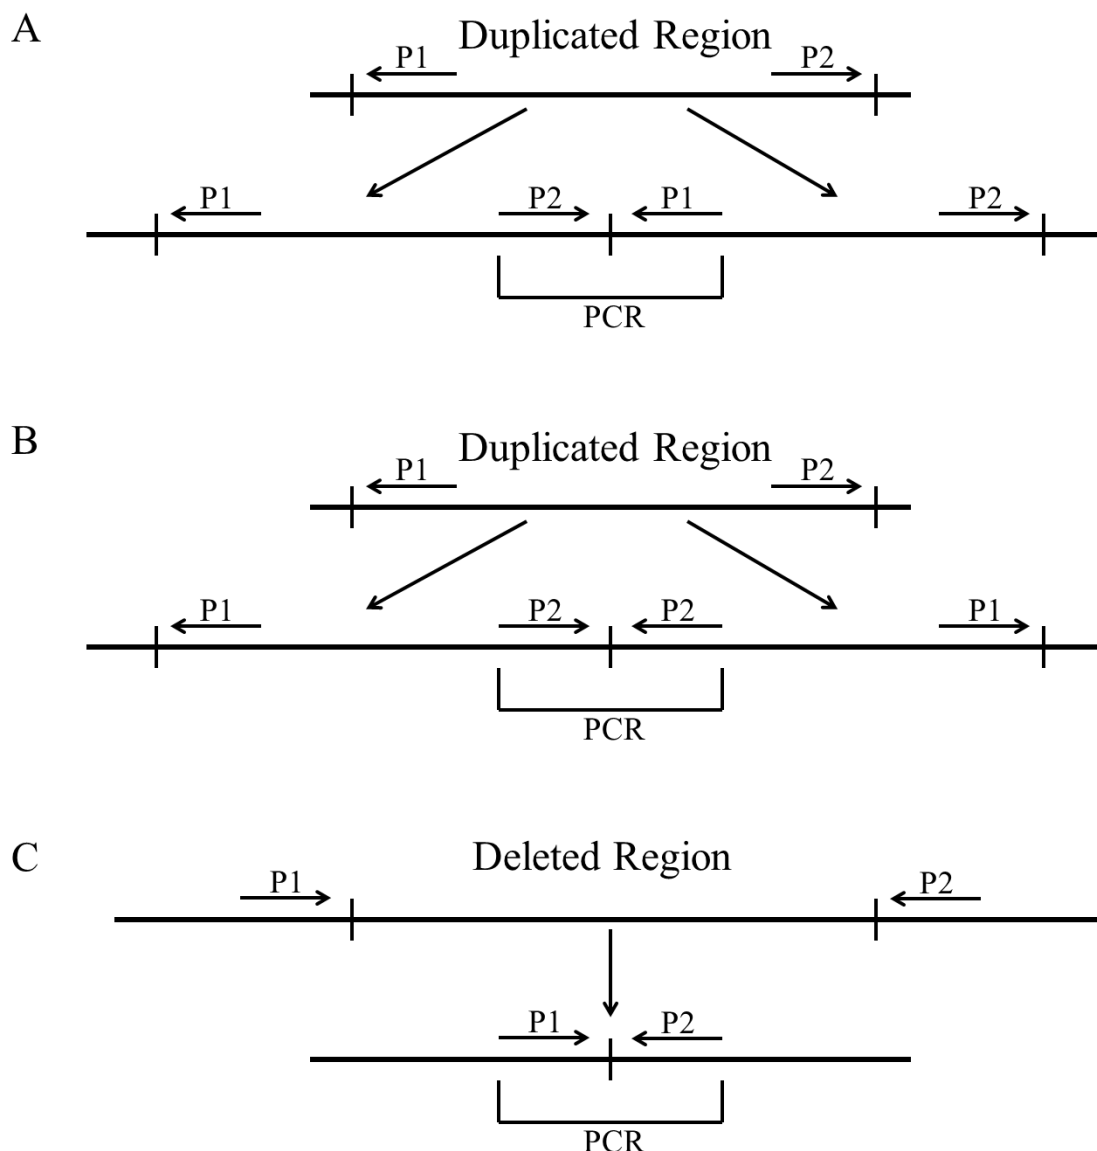 A
Duplicated Region
P1 P2
P1 P2 P1 P2
PCR
B
Duplicated Region
P1 P2
P1 P2 P2 P1
PCR
C
Deleted Region
P1 P2
P1 P2
PCR